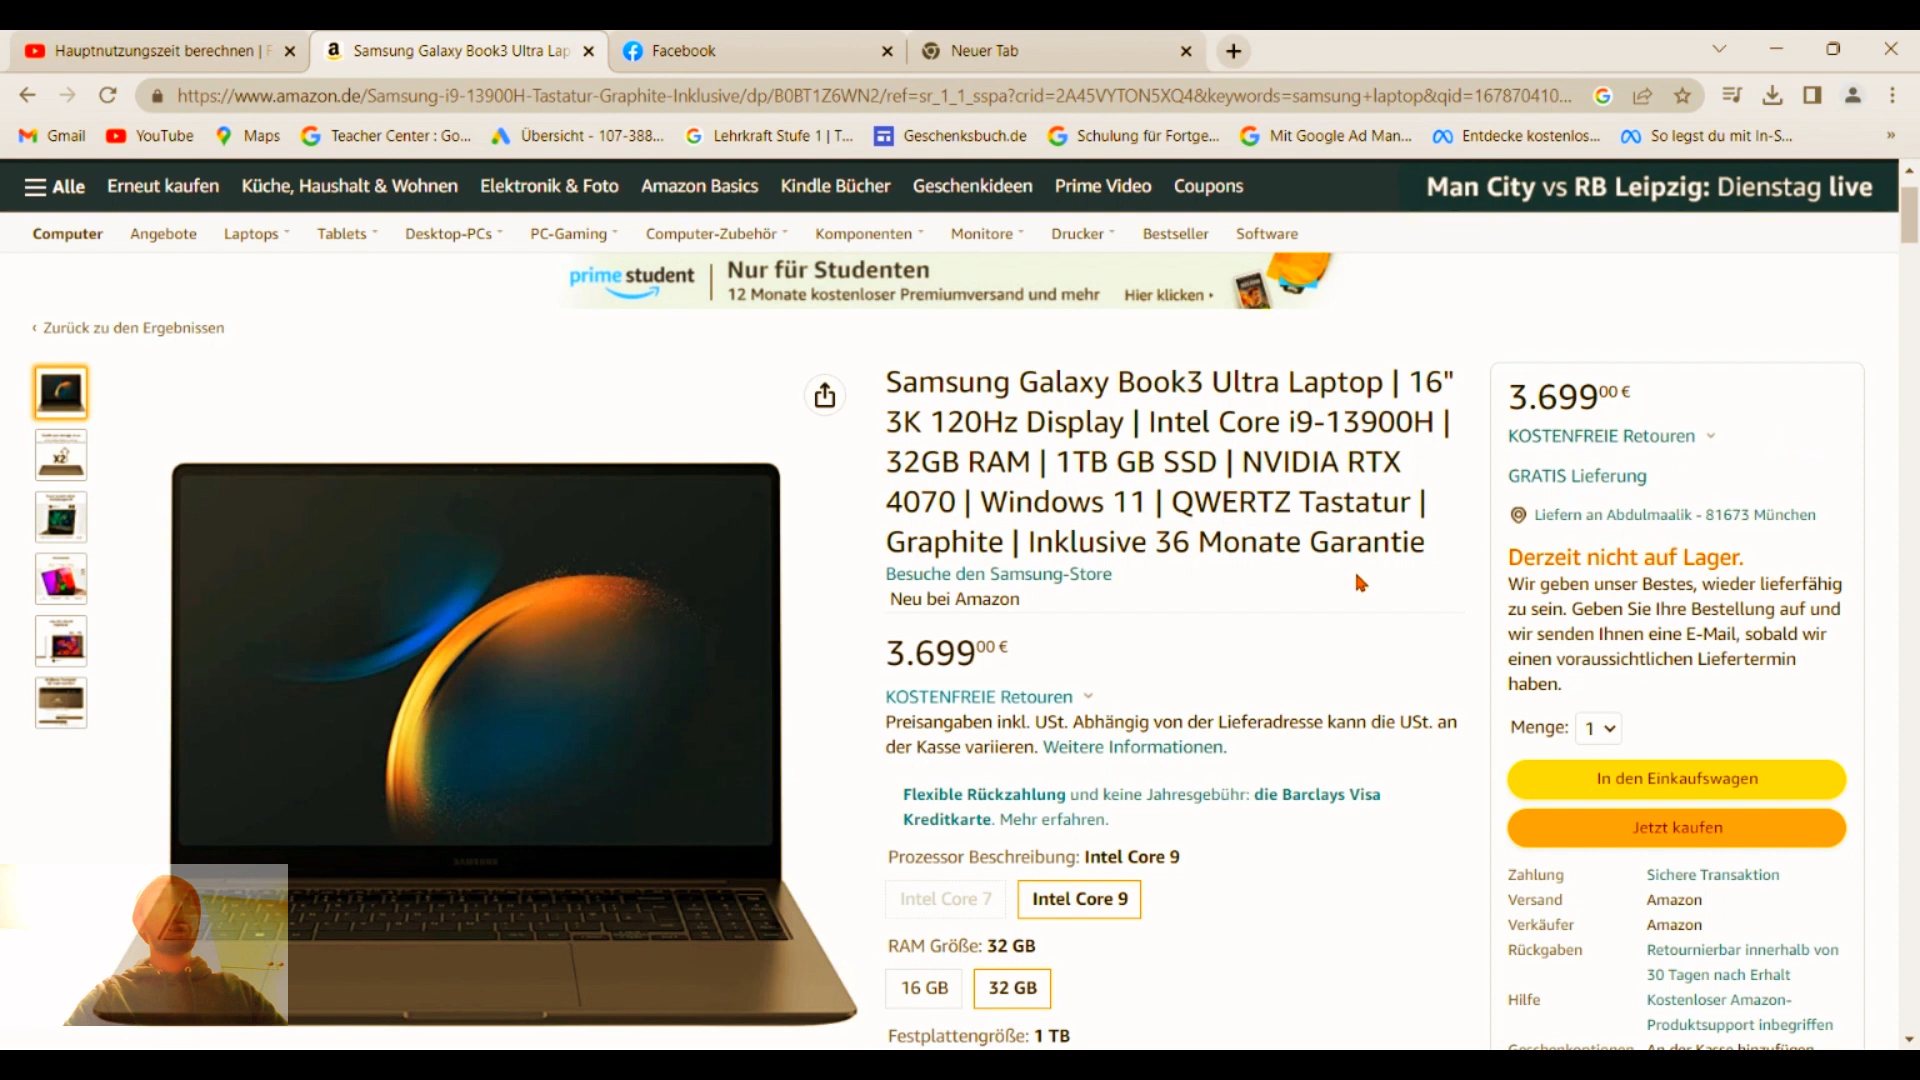 Hauptnutzungszeit berechnen | F
Samsung Galaxy Book3 Ultra Lap
Facebook
Neuer Tab
https://www.amazon.de/Samsung-i9-13900H-Tastatur-Graphite-Inklusive/dp/B0BT1Z6WN2/ref=sr_1_1_sspa?crid=2A45VYTON5XQ4&keywords=samsung+laptop&qid=167870410...
Gmail
YouTube
Maps
Teacher Center : Go...
Übersicht - 107-388...
Lehrkraft Stufe 1 | T...
Geschenksbuch.de
Schulung für Fortge...
Mit Google Ad Man...
Entdecke kostenlos...
So legst du mit In-S...
Alle
Erneut kaufen
Küche, Haushalt & Wohnen
Elektronik & Foto
Amazon Basics
Kindle Bücher
Geschenkideen
Prime Video
Coupons
Man City vs RB Leipzig: Dienstag live
Computer
Angebote
Laptops
Tablets
Desktop-PCs
PC-Gaming
Computer-Zubehör
Komponenten
Monitore
Drucker
Bestseller
Software
prime student
Nur für Studenten
12 Monate kostenloser Premiumversand und mehr
Hier klicken
‹ Zurück zu den Ergebnissen
X2
Samsung Galaxy Book3 Ultra Laptop | 16"
3K 120Hz Display | Intel Core i9-13900H |
32GB RAM | 1TB GB SSD | NVIDIA RTX
4070 | Windows 11 | QWERTZ Tastatur |
Graphite | Inklusive 36 Monate Garantie
Besuche den Samsung-Store
Neu bei Amazon
3.699 00 €
KOSTENFREIE Retouren
Preisangaben inkl. USt. Abhängig von der Lieferadresse kann die USt. an
der Kasse variieren. Weitere Informationen.
Flexible Rückzahlung und keine Jahresgebühr: die Barclays Visa
Kreditkarte. Mehr erfahren.
Prozessor Beschreibung: Intel Core 9
Intel Core 7
Intel Core 9
RAM Größe: 32 GB
16 GB
32 GB
Festplattengröße: 1 TB
SAMSUNG
3.699 00 €
KOSTENFREIE Retouren
GRATIS Lieferung
Liefern an Abdulmaalik - 81673 München
Derzeit nicht auf Lager.
Wir geben unser Bestes, wieder lieferfähig
zu sein. Geben Sie Ihre Bestellung auf und
wir senden Ihnen eine E-Mail, sobald wir
einen voraussichtlichen Liefertermin
haben.
Menge: 1
In den Einkaufswagen
Jetzt kaufen
Zahlung Sichere Transaktion
Versand Amazon
Verkäufer Amazon
Rückgaben Retournierbar innerhalb von
30 Tagen nach Erhalt
Hilfe Kostenloser Amazon-
Produktsupport inbegriffen
Geschenkoptionen An der Kasse hinzufügen